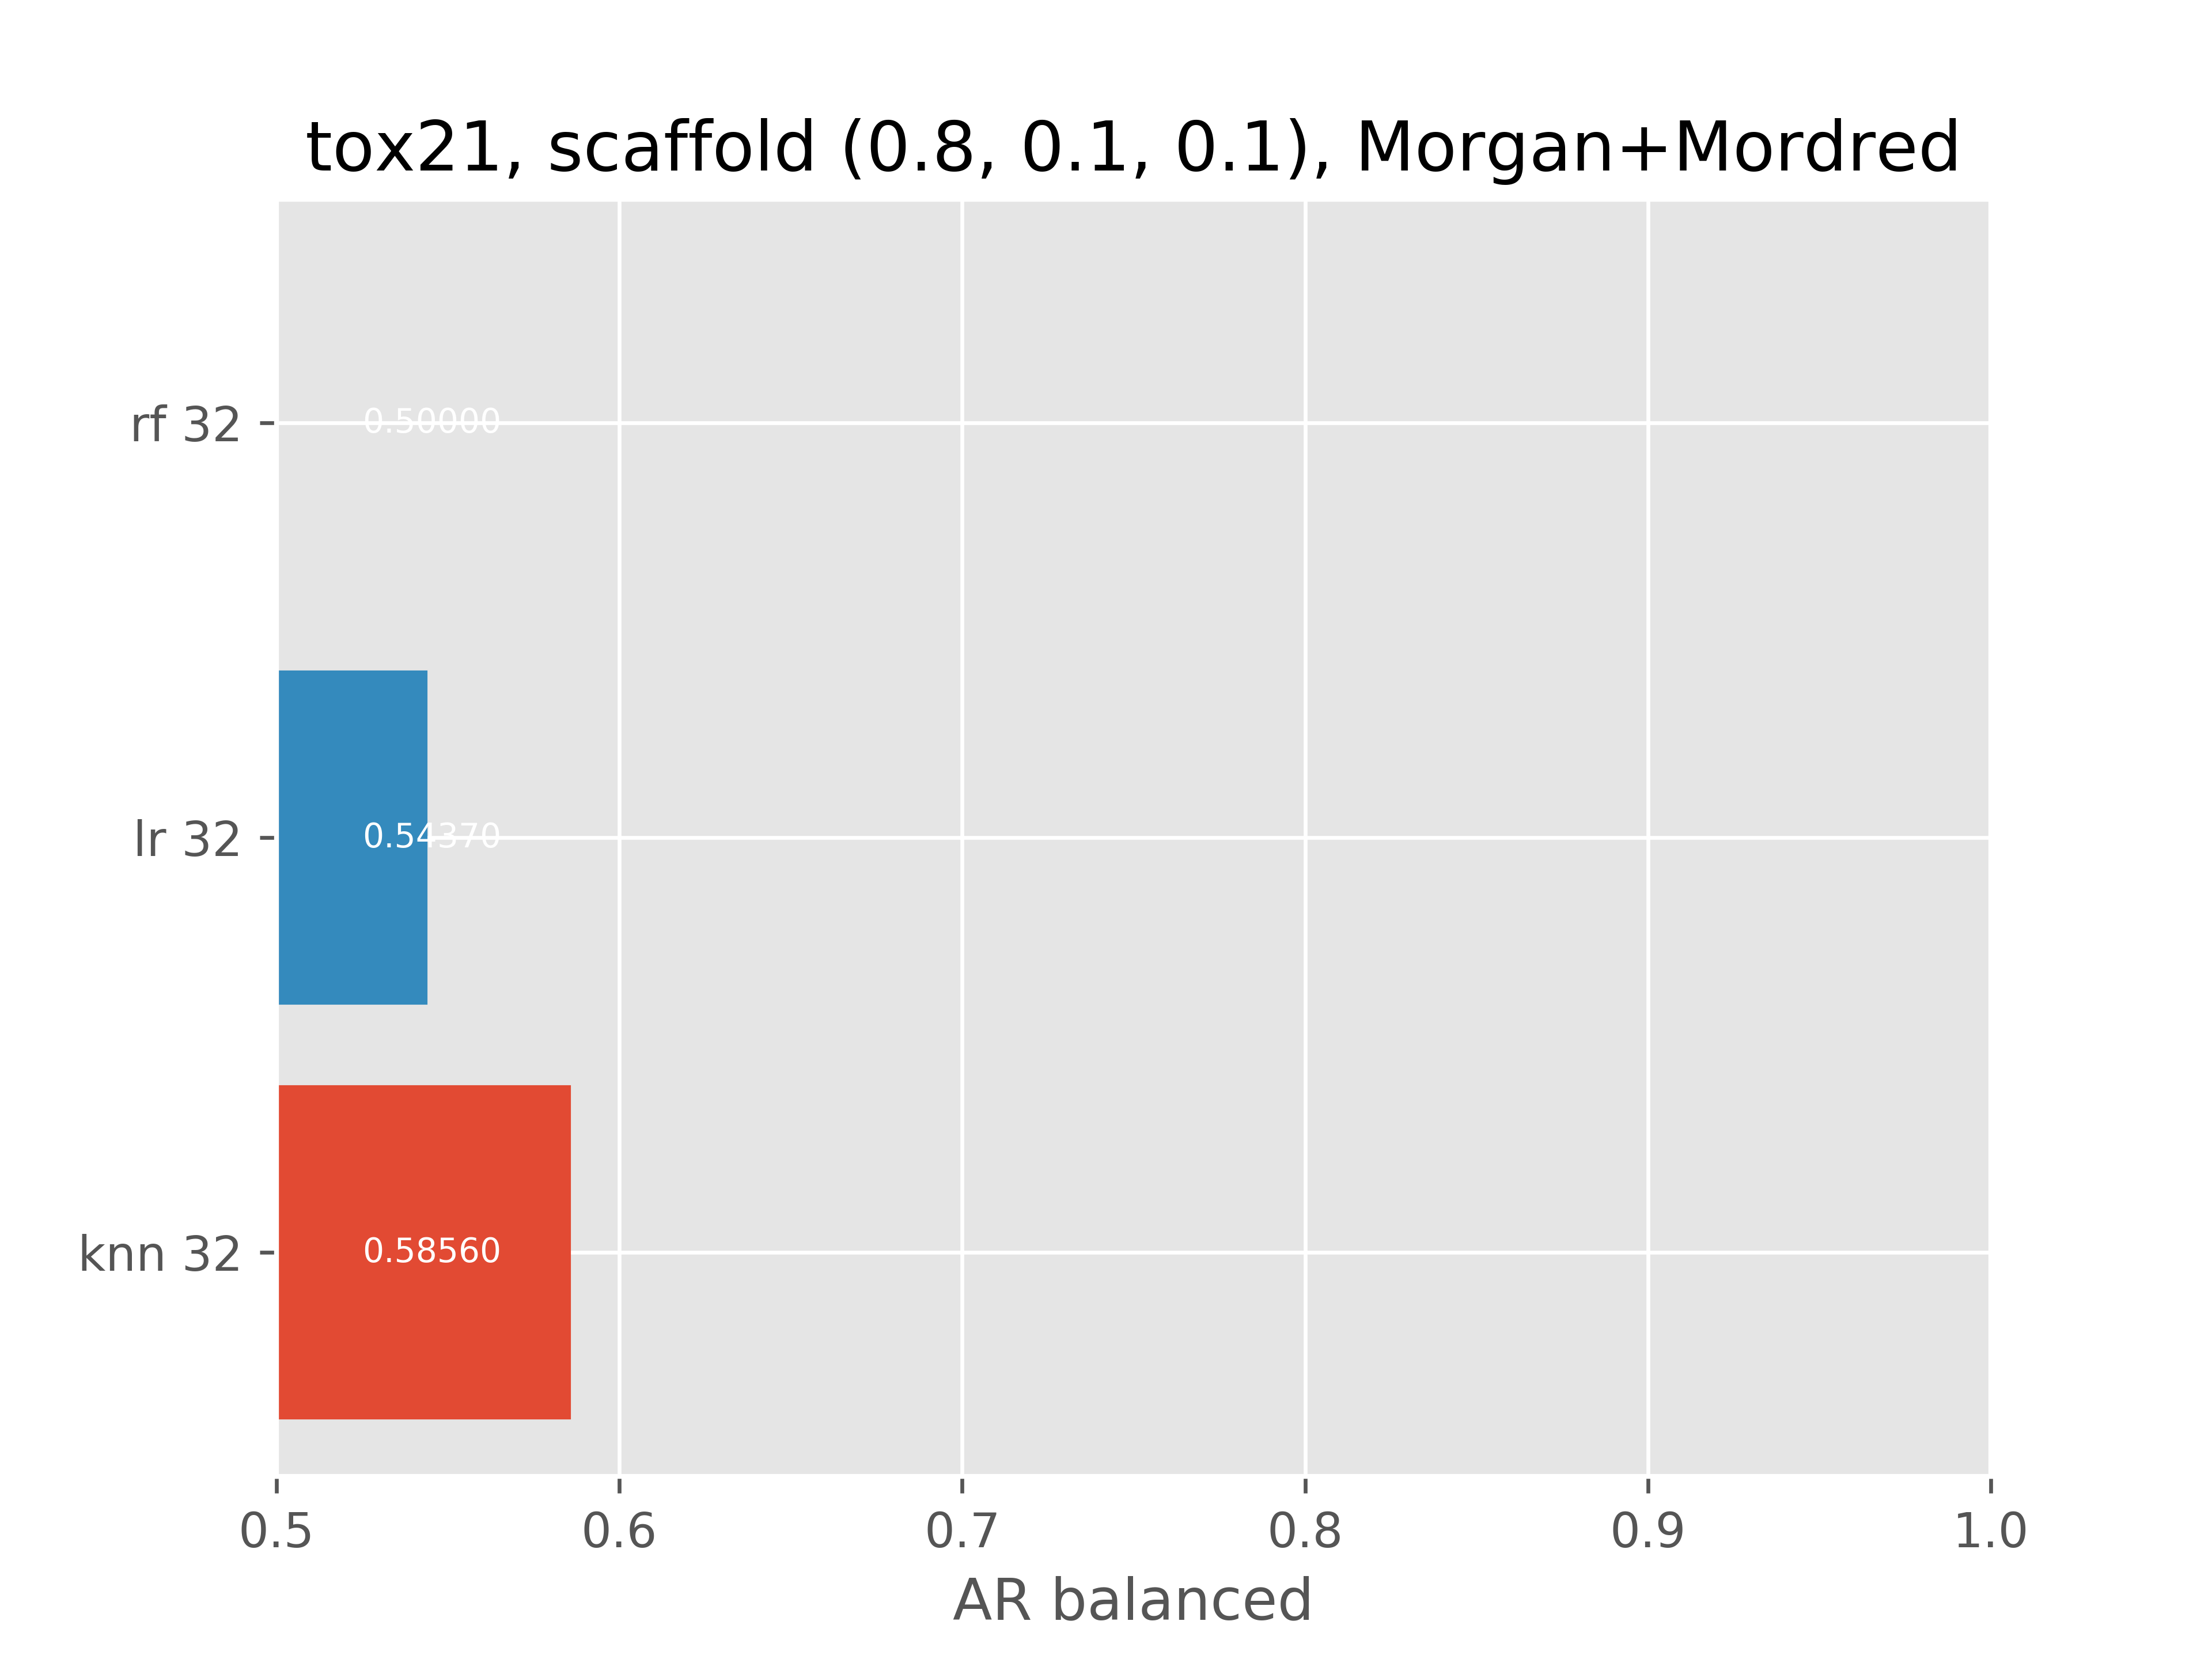 tox21, scaffold (0.8, 0.1, 0.1), Morgan+Mordred
rf 32
0.50000
lr 32
0.54370
knn 32
0.58560
0.5 0.6 0.7 0.8 0.9 1.0
AR balanced